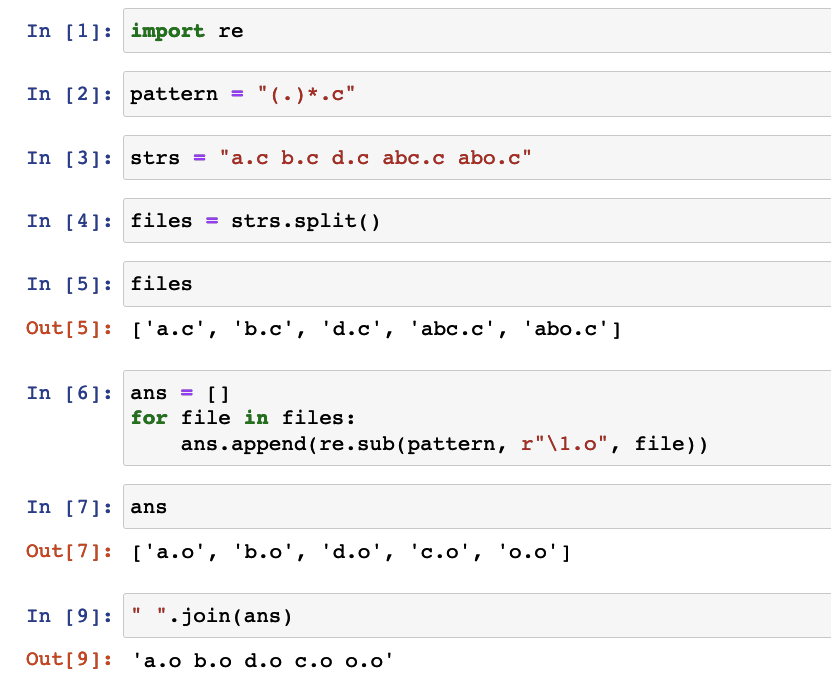 In [1]: import re
In [2]: pattern = "(.)*.c"
In [3]: strs = "a.c b.c d.c abc.c abo.c"
In [4]: files = strs.split()
In [5]: files
Out[5]: ['a.c', 'b.c', 'd.c', 'abc.c', 'abo.c']
In [6]: ans = []
for file in files:
    ans.append(re.sub(pattern, r"\1.o", file))
In [7]: ans
Out[7]: ['a.o', 'b.o', 'd.o', 'c.o', 'o.o']
In [9]: " ".join(ans)
Out[9]: 'a.o b.o d.o c.o o.o'